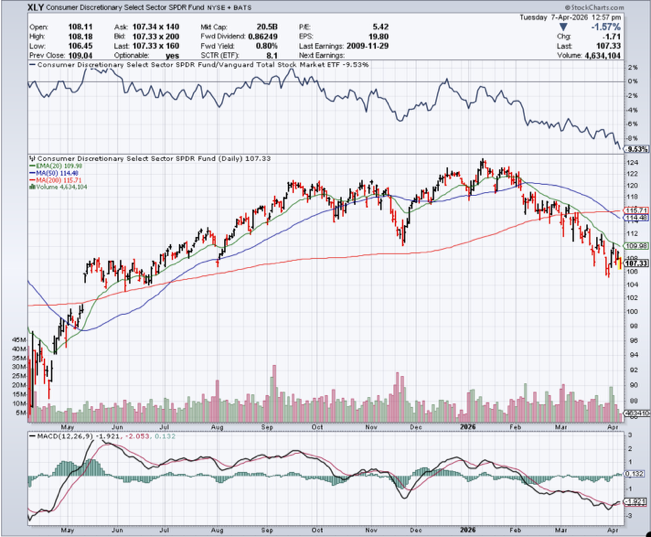 XLY Consumer Discretionary Select Sector SPDR Fund NYSE + BATS
© StockCharts.com
Tuesday 7-Apr-2026 12:57 pm
Open: 108.11 Ask: 107.34 x 140 Mkt Cap: 20.5B P/E: 5.42 -1.57%
High: 108.18 Bid: 107.33 x 200 Fwd Dividend: 0.86249 EPS: 19.80 Chg: -1.71
Low: 106.45 Last: 107.33 x 160 Fwd Yield: 0.80% Last Earnings: 2009-11-29 Last: 107.33
Prev Close: 109.04 Optionable: yes SCTR (ETF): 8.1 Next Earnings: Volume: 4,634,104
Consumer Discretionary Select Sector SPDR Fund/Vanguard Total Stock Market ETF -9.53%
2%
0%
-2%
-4%
-6%
-8%
-9.53%
Consumer Discretionary Select Sector SPDR Fund (Daily) 107.33
EMA(20) 109.98
MA(50) 114.48
MA(200) 115.71
Volume 4,634,104
124
122
120
118
115.71
114.48
112
109.98
107.33
106
104
102
100
98
96
94
92
90
88
45M
40M
35M
30M
25M
20M
15M
10M
5M
May Jun Jul Aug Sep Oct Nov Dec 2026 Feb Mar Apr
MACD(12,26,9) -1.921, -2.053, 0.132
3
2
1
0.132
-1
-1.921
-3
May Jun Jul Aug Sep Oct Nov Dec 2026 Feb Mar Apr